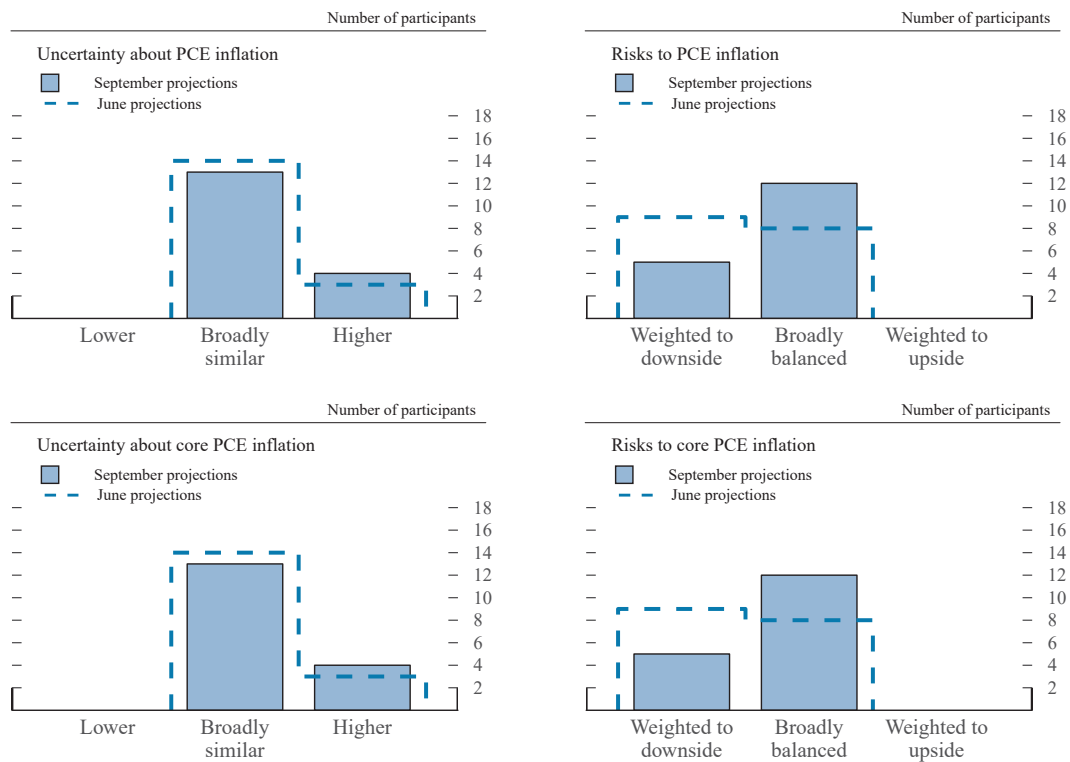 Number of participants
Uncertainty about PCE inflation
September projections
June projections
18
16
14
12
10
8
6
4
2
Lower
Broadly
similar
Higher
Number of participants
Risks to PCE inflation
September projections
June projections
18
16
14
12
10
8
6
4
2
Weighted to
downside
Broadly
balanced
Weighted to
upside
Number of participants
Uncertainty about core PCE inflation
September projections
June projections
18
16
14
12
10
8
6
4
2
Lower
Broadly
similar
Higher
Number of participants
Risks to core PCE inflation
September projections
June projections
18
16
14
12
10
8
6
4
2
Weighted to
downside
Broadly
balanced
Weighted to
upside